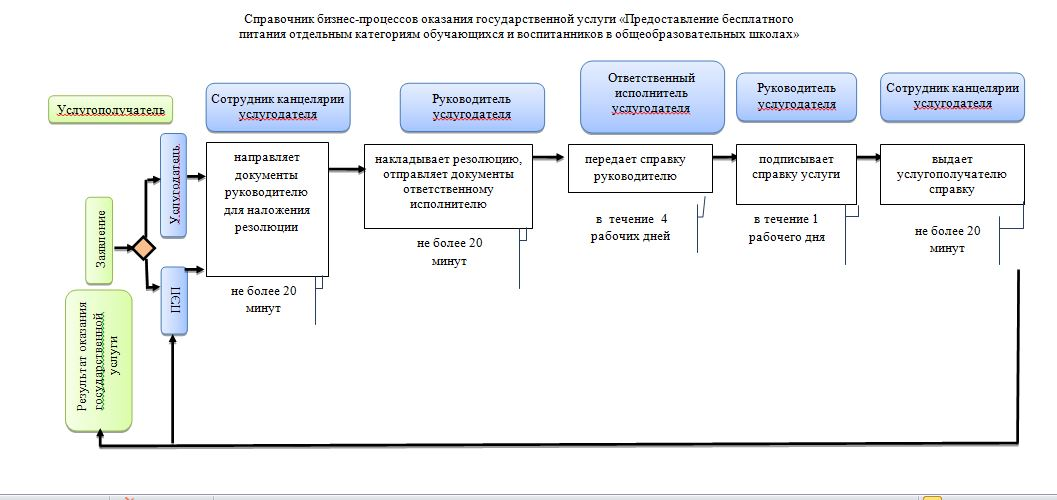 Справочник бизнес-процессов оказания государственной услуги «Предоставление бесплатного
питания отдельным категориям обучающихся и воспитанников в общеобразовательных школах»
Услугополучатель
Сотрудник канцелярии
услугодателя
Руководитель
услугодателя
Ответственный
исполнитель
услугодателя
Руководитель
услугодателя
Сотрудник канцелярии
услугодателя
Заявление
Услугодатель
ПЭП
Результат оказания
государственной
услуги
направляет
документы
руководителю
для наложения
резолюции
не более 20
минут
накладывает резолюцию,
отправляет документы
ответственному
исполнителю
не более 20
минут
передает справку
руководителю
в течение 4
рабочих дней
подписывает
справку услуги
в течение 1
рабочего дня
выдает
услугополучателю
справку
не более 20
минут